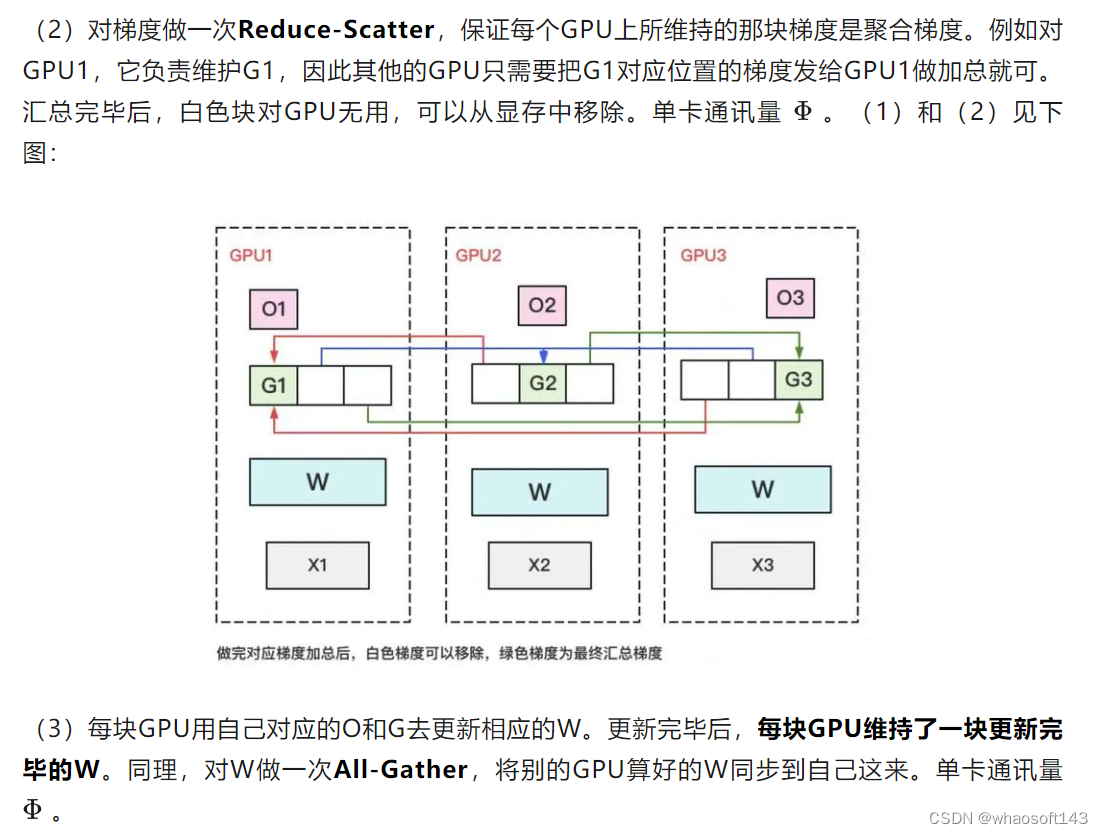 （2）对梯度做一次Reduce-Scatter，保证每个GPU上所维持的那块梯度是聚合梯度。例如对
GPU1，它负责维护G1，因此其他的GPU只需要把G1对应位置的梯度发给GPU1做加总就可。
汇总完毕后，白色块对GPU无用，可以从显存中移除。单卡通讯量 Φ 。（1）和（2）见下
图：
GPU1
GPU2
GPU3
O1
O2
O3
G1
G2
G3
W
W
W
X1
X2
X3
做完对应梯度加总后，白色梯度可以移除，绿色梯度为最终汇总梯度
（3）每块GPU用自己对应的O和G去更新相应的W。更新完毕后，每块GPU维持了一块更新完
毕的W。同理，对W做一次All-Gather，将别的GPU算好的W同步到自己这来。单卡通讯量
Φ 。
CSDN @whaosoft143